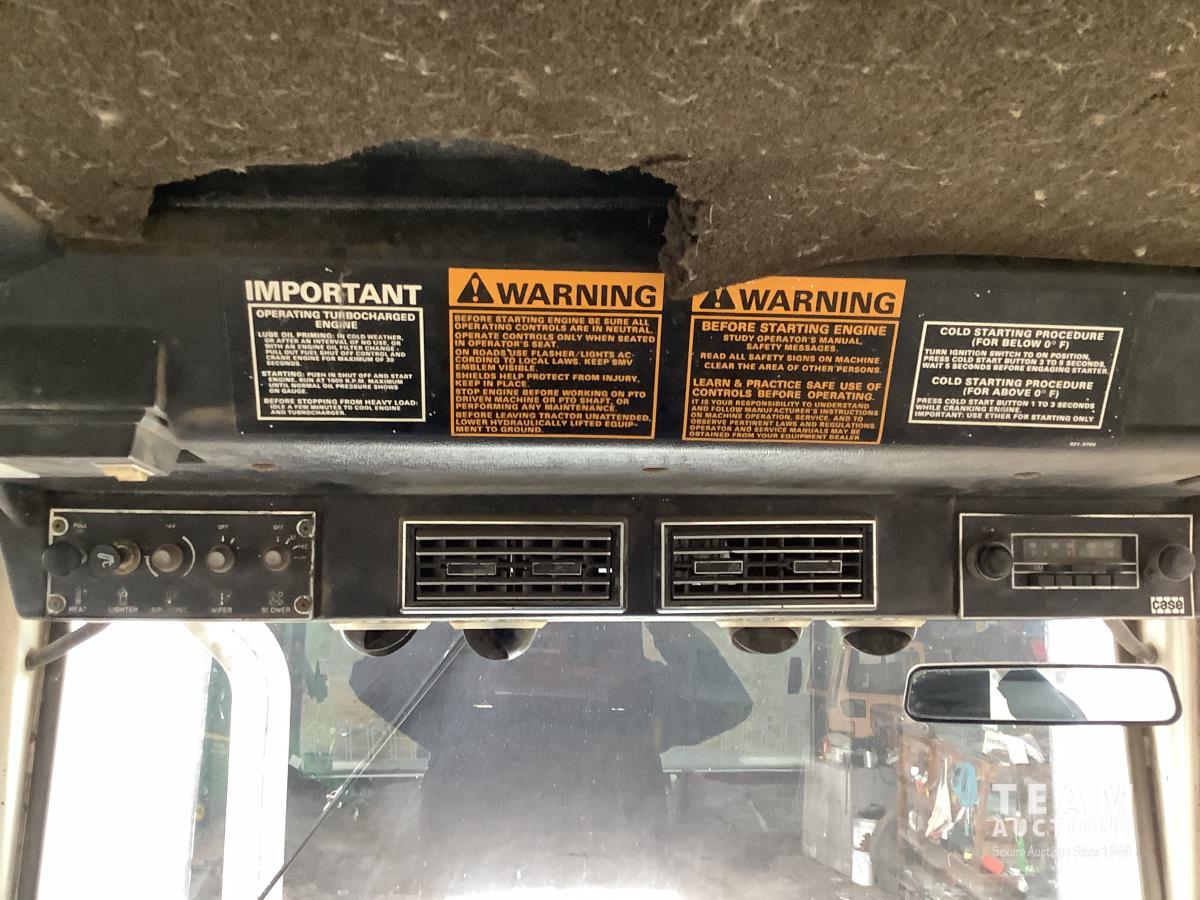 IMPORTANT
OPERATING TURBOCHARGED
ENGINE
LUBE OIL PRIMING: IN COLD WEATHER,
OR AFTER AN INTERVAL OF NO USE, OR
WITH AN ENGINE OIL FILTER CHANGE,
PULL OUT FUEL SHUT OFF CONTROL AND
CRANK ENGINE FOR MAXIMUM OF 30
SECONDS.
STARTING: PUSH IN SHUT OFF AND START
ENGINE. RUN AT 1000 R.P.M. MAXIMUM
UNTIL NORMAL OIL PRESSURE SHOWS
ON GAUGE.
BEFORE STOPPING FROM HEAVY LOAD:
IDLE A FEW MINUTES TO COOL ENGINE
AND TURBOCHARGER.
WARNING
BEFORE STARTING ENGINE BE SURE ALL
OPERATING CONTROLS ARE IN NEUTRAL.
OPERATE CONTROLS ONLY WHEN SEATED
IN OPERATOR'S SEAT.
ON ROADS USE FLASHER/LIGHTS AC-
CORDING TO LOCAL LAWS. KEEP SMV
EMBLEM VISIBLE.
SHIELDS HELP PROTECT FROM INJURY,
KEEP IN PLACE.
STOP ENGINE BEFORE WORKING ON PTO
DRIVEN MACHINE OR PTO SHAFT, OR
PERFORMING ANY MAINTENANCE.
BEFORE LEAVING TRACTOR UNATTENDED,
LOWER HYDRAULICALLY LIFTED EQUIP-
MENT TO GROUND.
WARNING
BEFORE STARTING ENGINE
STUDY OPERATOR'S MANUAL,
SAFETY MESSAGES.
READ ALL SAFETY SIGNS ON MACHINE.
CLEAR THE AREA OF OTHER PERSONS.
LEARN & PRACTICE SAFE USE OF
CONTROLS BEFORE OPERATING.
IT IS YOUR RESPONSIBILITY TO UNDERSTAND
AND FOLLOW MANUFACTURER'S INSTRUCTIONS
ON MACHINE OPERATION, SERVICE, AND TO
OBSERVE PERTINENT LAWS AND REGULATIONS.
OPERATOR AND SERVICE MANUALS MAY BE
OBTAINED FROM YOUR EQUIPMENT DEALER
COLD STARTING PROCEDURE
(FOR BELOW 0° F)
TURN IGNITION SWITCH TO ON POSITION,
PRESS COLD START BUTTON 2 TO 5 SECONDS,
WAIT 5 SECONDS BEFORE ENGAGING STARTER.
COLD STARTING PROCEDURE
(FOR ABOVE 0° F)
PRESS COLD START BUTTON 1 TO 3 SECONDS
WHILE CRANKING ENGINE.
IMPORTANT: USE ETHER FOR STARTING ONLY
PULL
OFF OFF OFF
HEAT LIGHTER WIPER BLOWER
case
TEAM
AUCTIONS
Sekura Auctions Since 1966